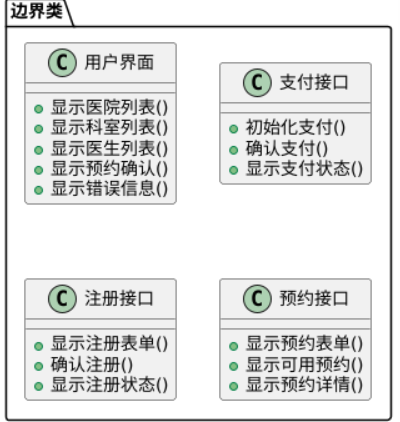 边界类
C 用户界面
显示医院列表()
显示科室列表()
显示医生列表()
显示预约确认()
显示错误信息()
C 支付接口
初始化支付()
确认支付()
显示支付状态()
C 注册接口
显示注册表单()
确认注册()
显示注册状态()
C 预约接口
显示预约表单()
显示可用预约()
显示预约详情()